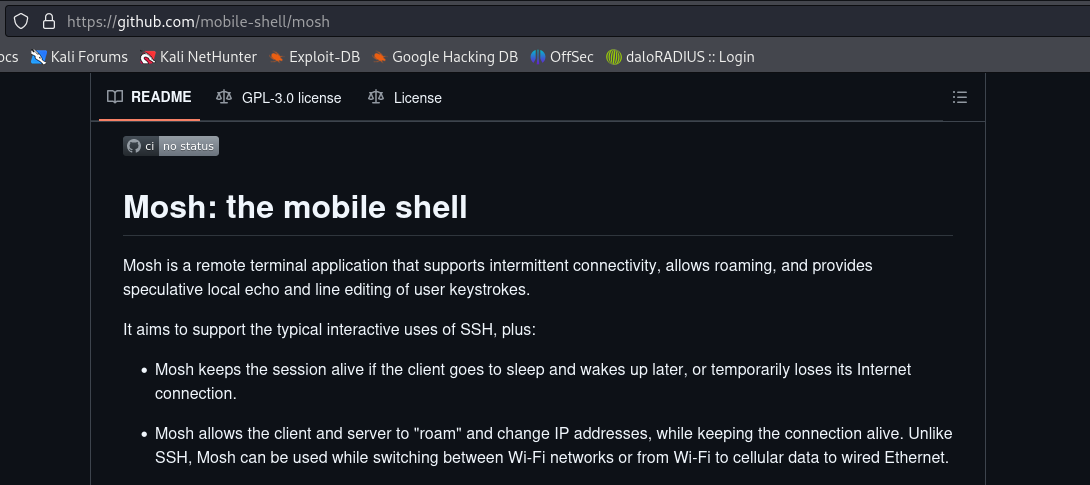 https://github.com/mobile-shell/mosh
ocs Kali Forums Kali NetHunter Exploit-DB Google Hacking DB OffSec daloRADIUS :: Login
README GPL-3.0 license License
ci no status
Mosh: the mobile shell
Mosh is a remote terminal application that supports intermittent connectivity, allows roaming, and provides
speculative local echo and line editing of user keystrokes.
It aims to support the typical interactive uses of SSH, plus:
• Mosh keeps the session alive if the client goes to sleep and wakes up later, or temporarily loses its Internet
connection.
• Mosh allows the client and server to "roam" and change IP addresses, while keeping the connection alive. Unlike
SSH, Mosh can be used while switching between Wi-Fi networks or from Wi-Fi to cellular data to wired Ethernet.